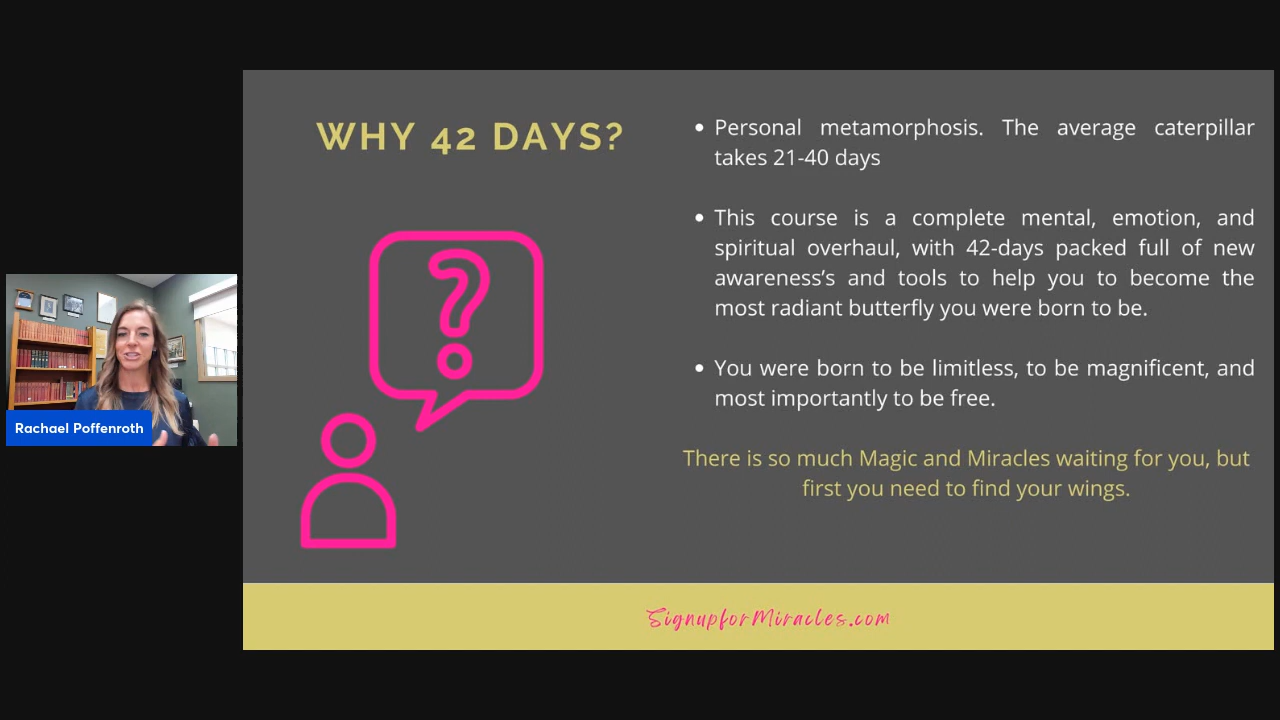 WHY 42 DAYS?
Personal metamorphosis. The average caterpillar
takes 21-40 days
This course is a complete mental, emotion, and
spiritual overhaul, with 42-days packed full of new
awareness's and tools to help you to become the
most radiant butterfly you were born to be.
You were born to be limitless, to be magnificent, and
most importantly to be free.
There is so much Magic and Miracles waiting for you, but
first you need to find your wings.
Rachael Poffenroth
SignupforMiracles.com